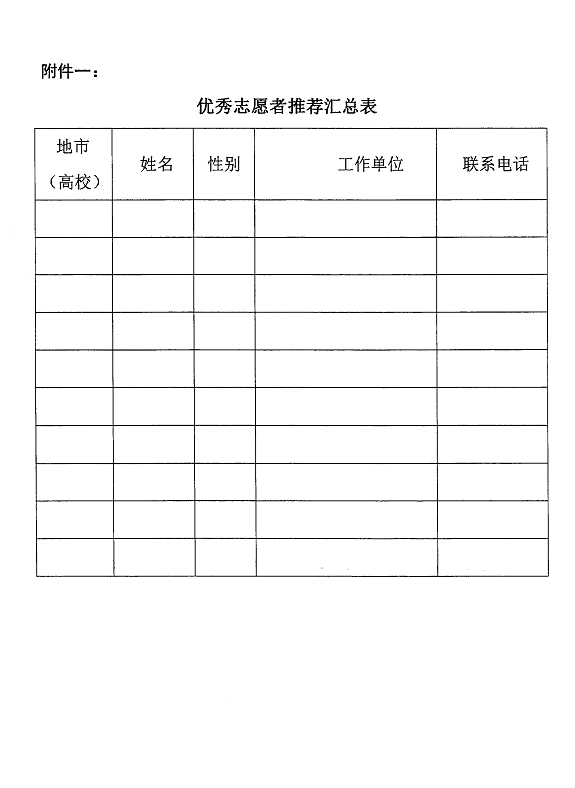 附件一：
优秀志愿者推荐汇总表
地市
（高校）
姓名
性别
工作单位
联系电话